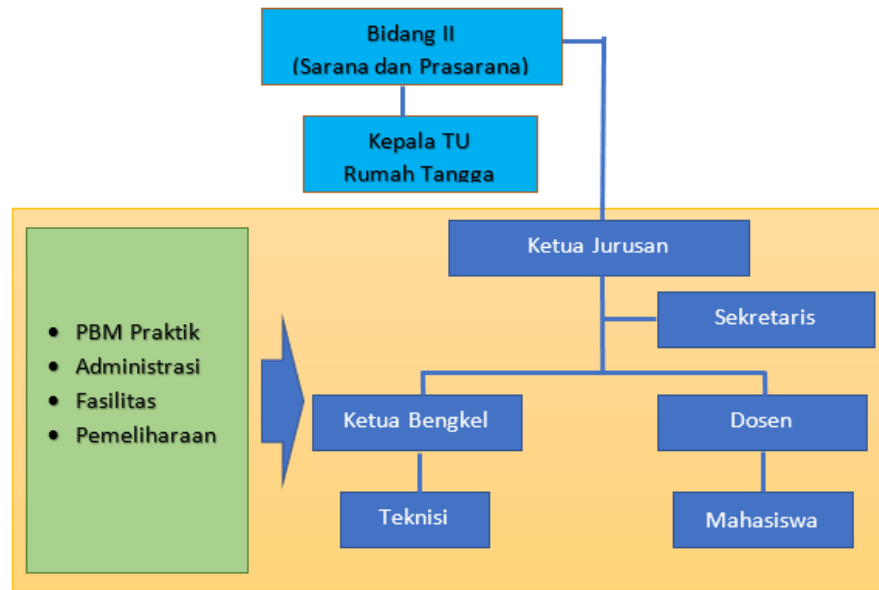 Bidang II
(Sarana dan Prasarana)
Kepala TU
Rumah Tangga
Ketua Jurusan
Sekretaris
• PBM Praktik
• Administrasi
• Fasilitas
• Pemeliharaan
Ketua Bengkel
Dosen
Teknisi
Mahasiswa